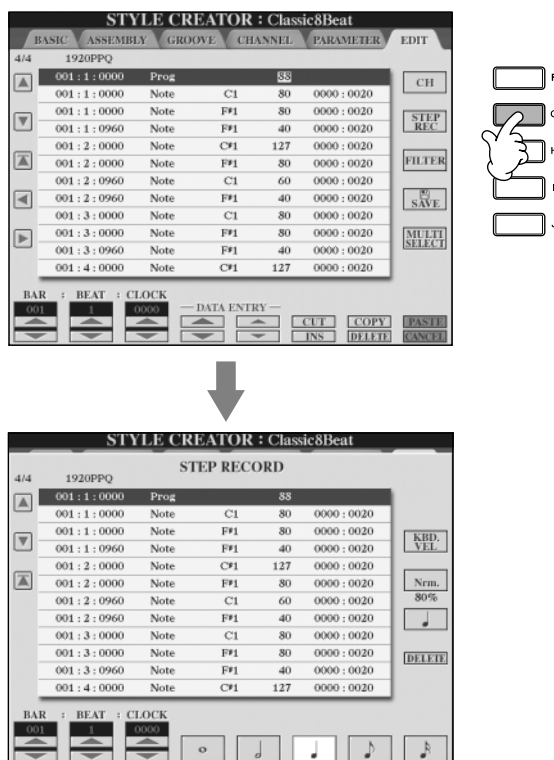 STYLE CREATOR : Classic8Beat
BASIC ASSEMBLY GROOVE CHANNEL PARAMETER EDIT
4/4 1920PPQ
001 : 1 : 0000 Prog 88
001 : 1 : 0000 Note C1 80 0000 : 0020
001 : 1 : 0000 Note F#1 80 0000 : 0020
001 : 1 : 0960 Note F#1 40 0000 : 0020
001 : 2 : 0000 Note C#1 127 0000 : 0020
001 : 2 : 0000 Note F#1 80 0000 : 0020
001 : 2 : 0960 Note C1 60 0000 : 0020
001 : 2 : 0960 Note F#1 40 0000 : 0020
001 : 3 : 0000 Note C1 80 0000 : 0020
001 : 3 : 0000 Note F#1 80 0000 : 0020
001 : 3 : 0960 Note F#1 40 0000 : 0020
001 : 4 : 0000 Note C#1 127 0000 : 0020
CH
STEP
REC
FILTER
SAVE
MULTI
SELECT
BAR : BEAT : CLOCK
001 1 0000
DATA ENTRY
CUT COPY PASTE
INS DELETE CANCEL
STYLE CREATOR : Classic8Beat
STEP RECORD
4/4 1920PPQ
001 : 1 : 0000 Prog 88
001 : 1 : 0000 Note C1 80 0000 : 0020
001 : 1 : 0000 Note F#1 80 0000 : 0020
001 : 1 : 0960 Note F#1 40 0000 : 0020
001 : 2 : 0000 Note C#1 127 0000 : 0020
001 : 2 : 0000 Note F#1 80 0000 : 0020
001 : 2 : 0960 Note C1 60 0000 : 0020
001 : 2 : 0960 Note F#1 40 0000 : 0020
001 : 3 : 0000 Note C1 80 0000 : 0020
001 : 3 : 0000 Note F#1 80 0000 : 0020
001 : 3 : 0960 Note F#1 40 0000 : 0020
001 : 4 : 0000 Note C#1 127 0000 : 0020
KBD.
VEL
Nrm.
80%
DELETE
BAR : BEAT : CLOCK
001 1 0000